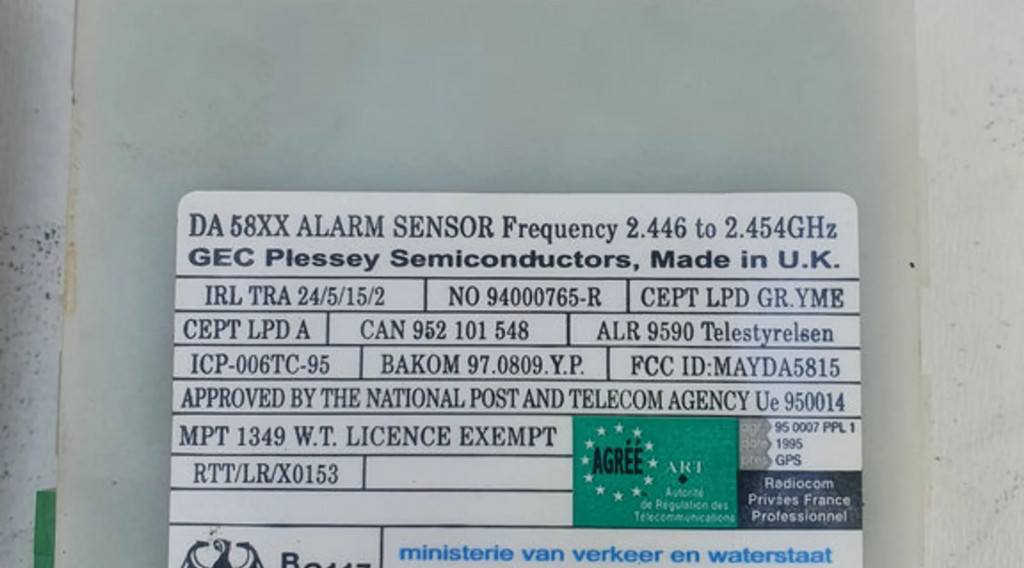 DA 58XX ALARM SENSOR Frequency 2.446 to 2.454GHz
GEC Plessey Semiconductors, Made in U.K.
IRL TRA 24/5/15/2 NO 94000765-R CEPT LPD GR.YME
CEPT LPD A CAN 952 101 548 ALR 9590 Telestyrelsen
ICP-006TC-95 BAKOM 97.0809.Y.P. FCC ID:MAYDA5815
APPROVED BY THE NATIONAL POST AND TELECOM AGENCY Ue 950014
MPT 1349 W.T. LICENCE EXEMPT
RTT/LR/X0153
AGRÉÉ
ART
Autorité
de Régulation des
Télécommunications
95 0007 PPL 1
1995
GPS
Radiocom
Privées France
Professionnel
ministerie van verkeer en waterstaat